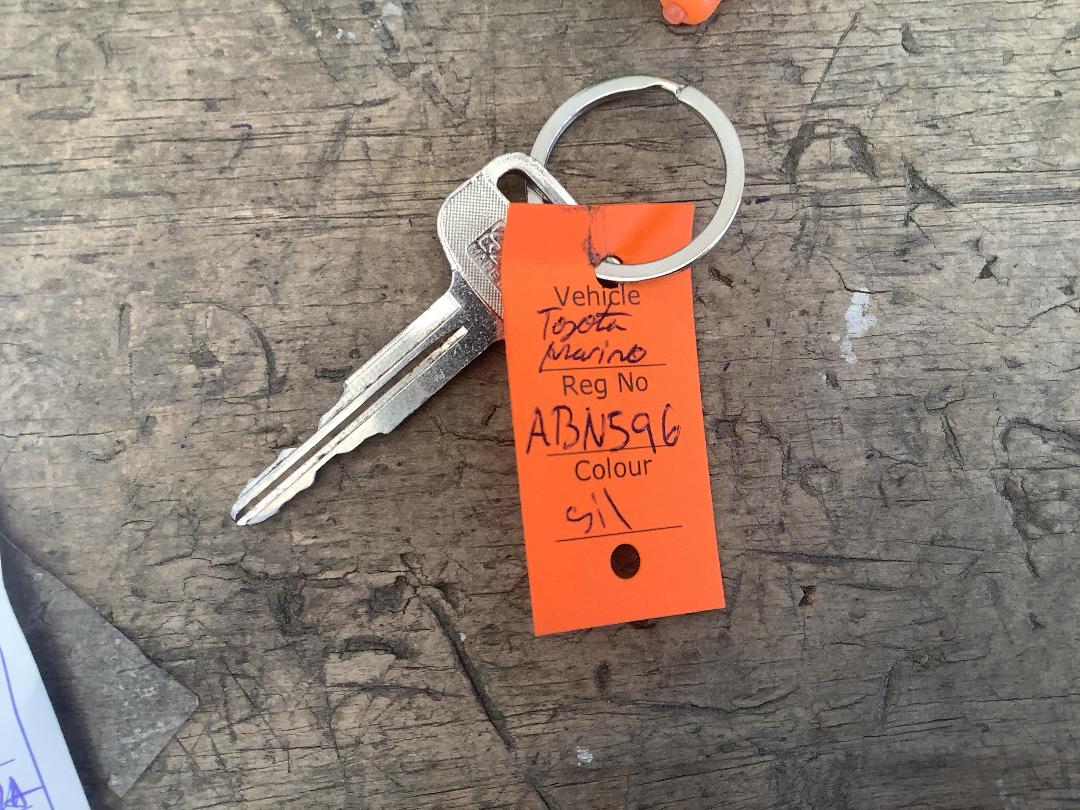 Vehicle
Toyota
Marino
Reg No
ABN596
Colour
sil